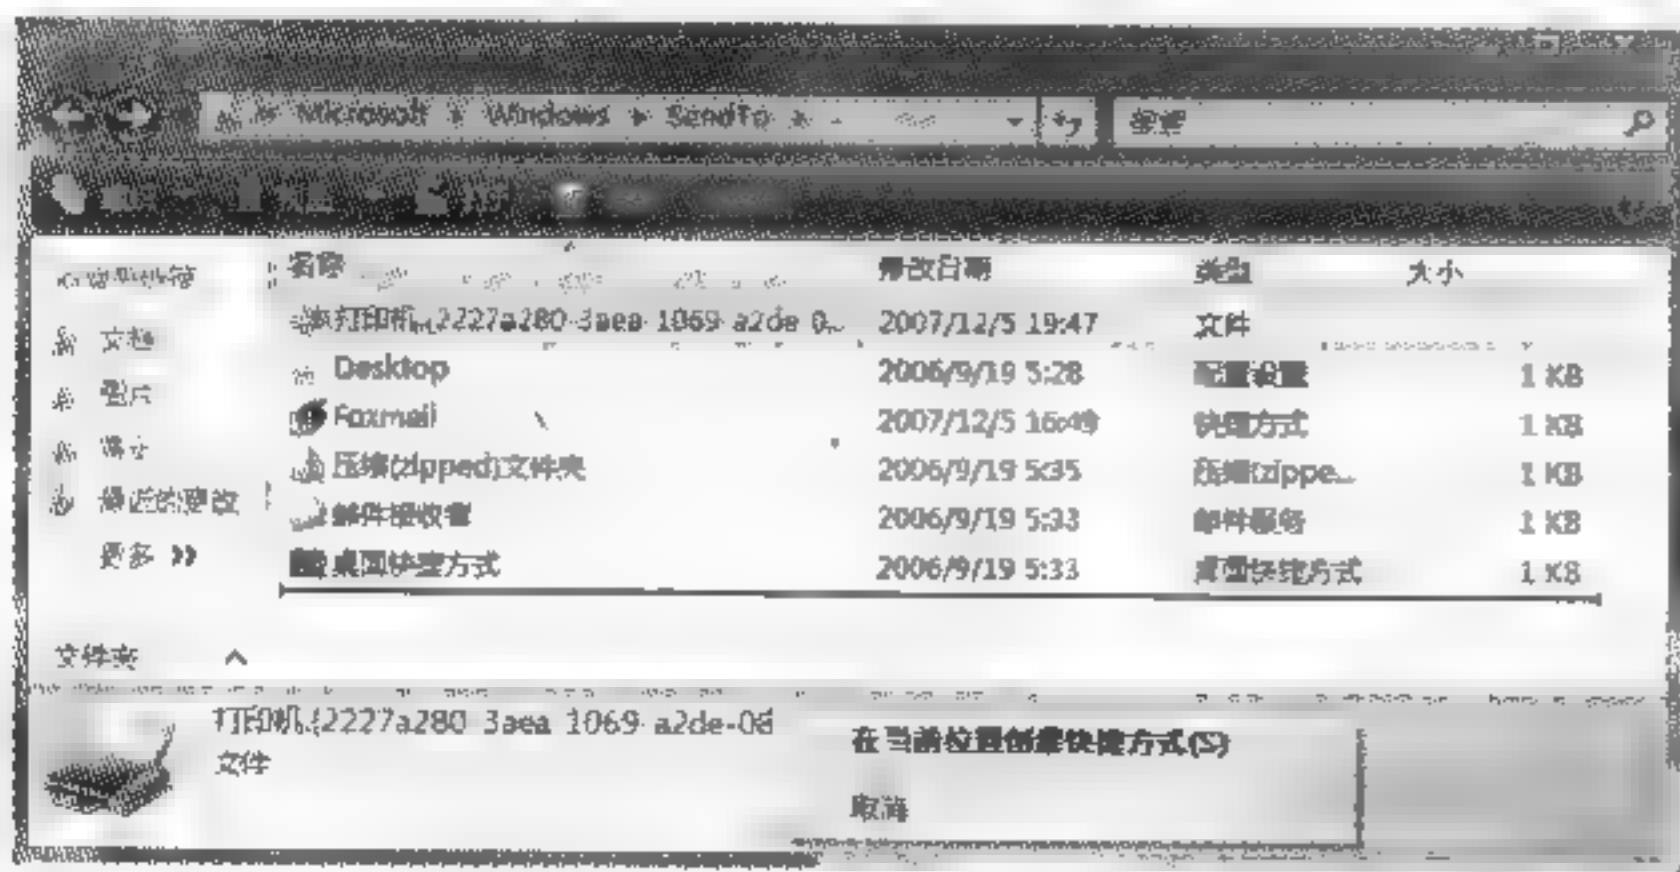 Microsoft Windows SendTo
名称 修改日期 类型 大小
打印机.{2227a280-3aea-1069-a2de-0... 2007/12/5 19:47 文件
文档
Desktop 2006/9/19 5:28 配置设置 1 KB
图片
Foxmail 2007/12/5 16:49 快捷方式 1 KB
压缩(zipped)文件夹 2006/9/19 5:35 压缩(zippe... 1 KB
最近的更改
邮件接收者 2006/9/19 5:33 邮件服务 1 KB
更多 »
桌面快捷方式 2006/9/19 5:33 桌面快捷方式 1 KB
文件夹
打印机.{2227a280-3aea-1069-a2de-08
文件
在当前位置创建快捷方式(S)
取消